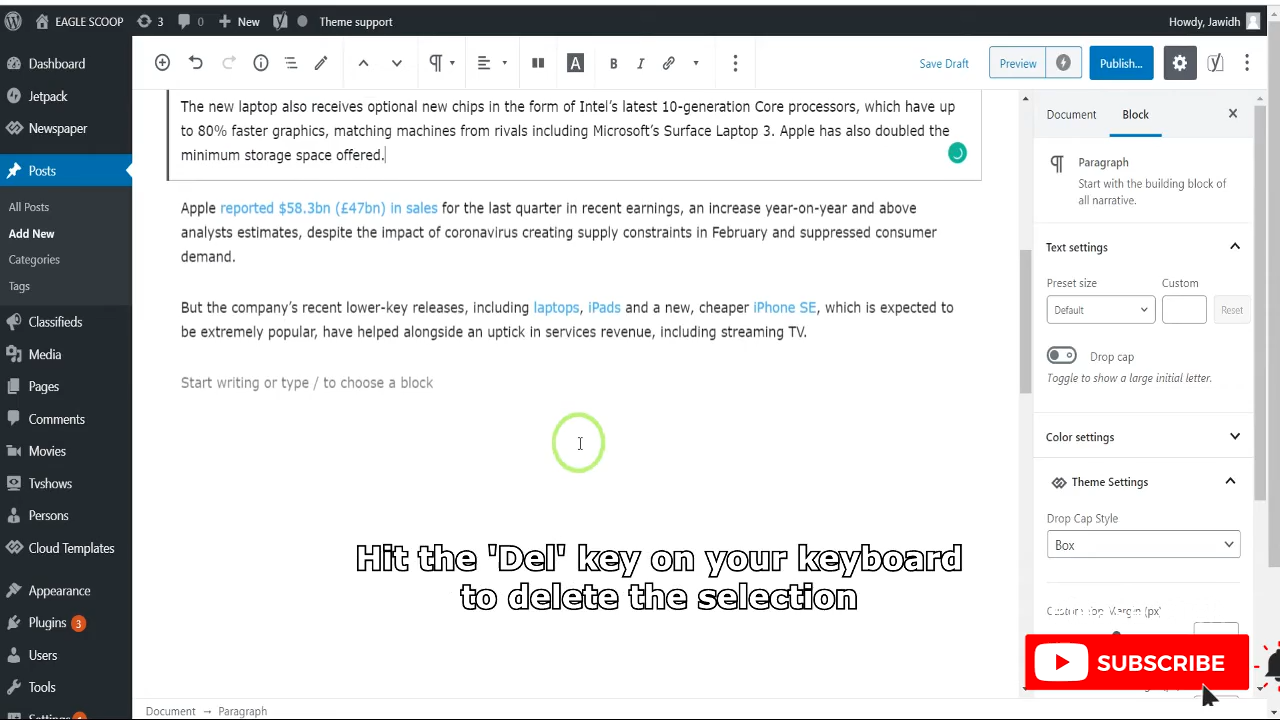 EAGLE SCOOP 3 0 New Theme support Howdy, Jawidh
Dashboard
Jetpack
Newspaper
Posts
All Posts
Add New
Categories
Tags
Classifieds
Media
Pages
Comments
Movies
Tvshows
Persons
Cloud Templates
Appearance
Plugins 3
Users
Tools
A B I Save Draft Preview Publish...
The new laptop also receives optional new chips in the form of Intel's latest 10-generation Core processors, which have up
to 80% faster graphics, matching machines from rivals including Microsoft's Surface Laptop 3. Apple has also doubled the
minimum storage space offered.
Apple reported $58.3bn (£47bn) in sales for the last quarter in recent earnings, an increase year-on-year and above
analysts estimates, despite the impact of coronavirus creating supply constraints in February and suppressed consumer
demand.
But the company's recent lower-key releases, including laptops, iPads and a new, cheaper iPhone SE, which is expected to
be extremely popular, have helped alongside an uptick in services revenue, including streaming TV.
Start writing or type / to choose a block
Hit the 'Del' key on your keyboard
to delete the selection
Document Block
Paragraph
Start with the building block of
all narrative.
Text settings
Preset size Custom
Default Reset
Drop cap
Toggle to show a large initial letter.
Color settings
Theme Settings
Drop Cap Style
Box
Custom Top Margin (px)
SUBSCRIBE
Document → Paragraph